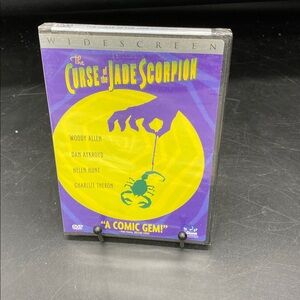 WIDESCREEN
The
CURSE of the JADE SCORPION
WOODY ALLEN
DAN AYKROYD
HELEN HUNT
CHARLIZE THERON
"A COMIC GEM!"
DVD